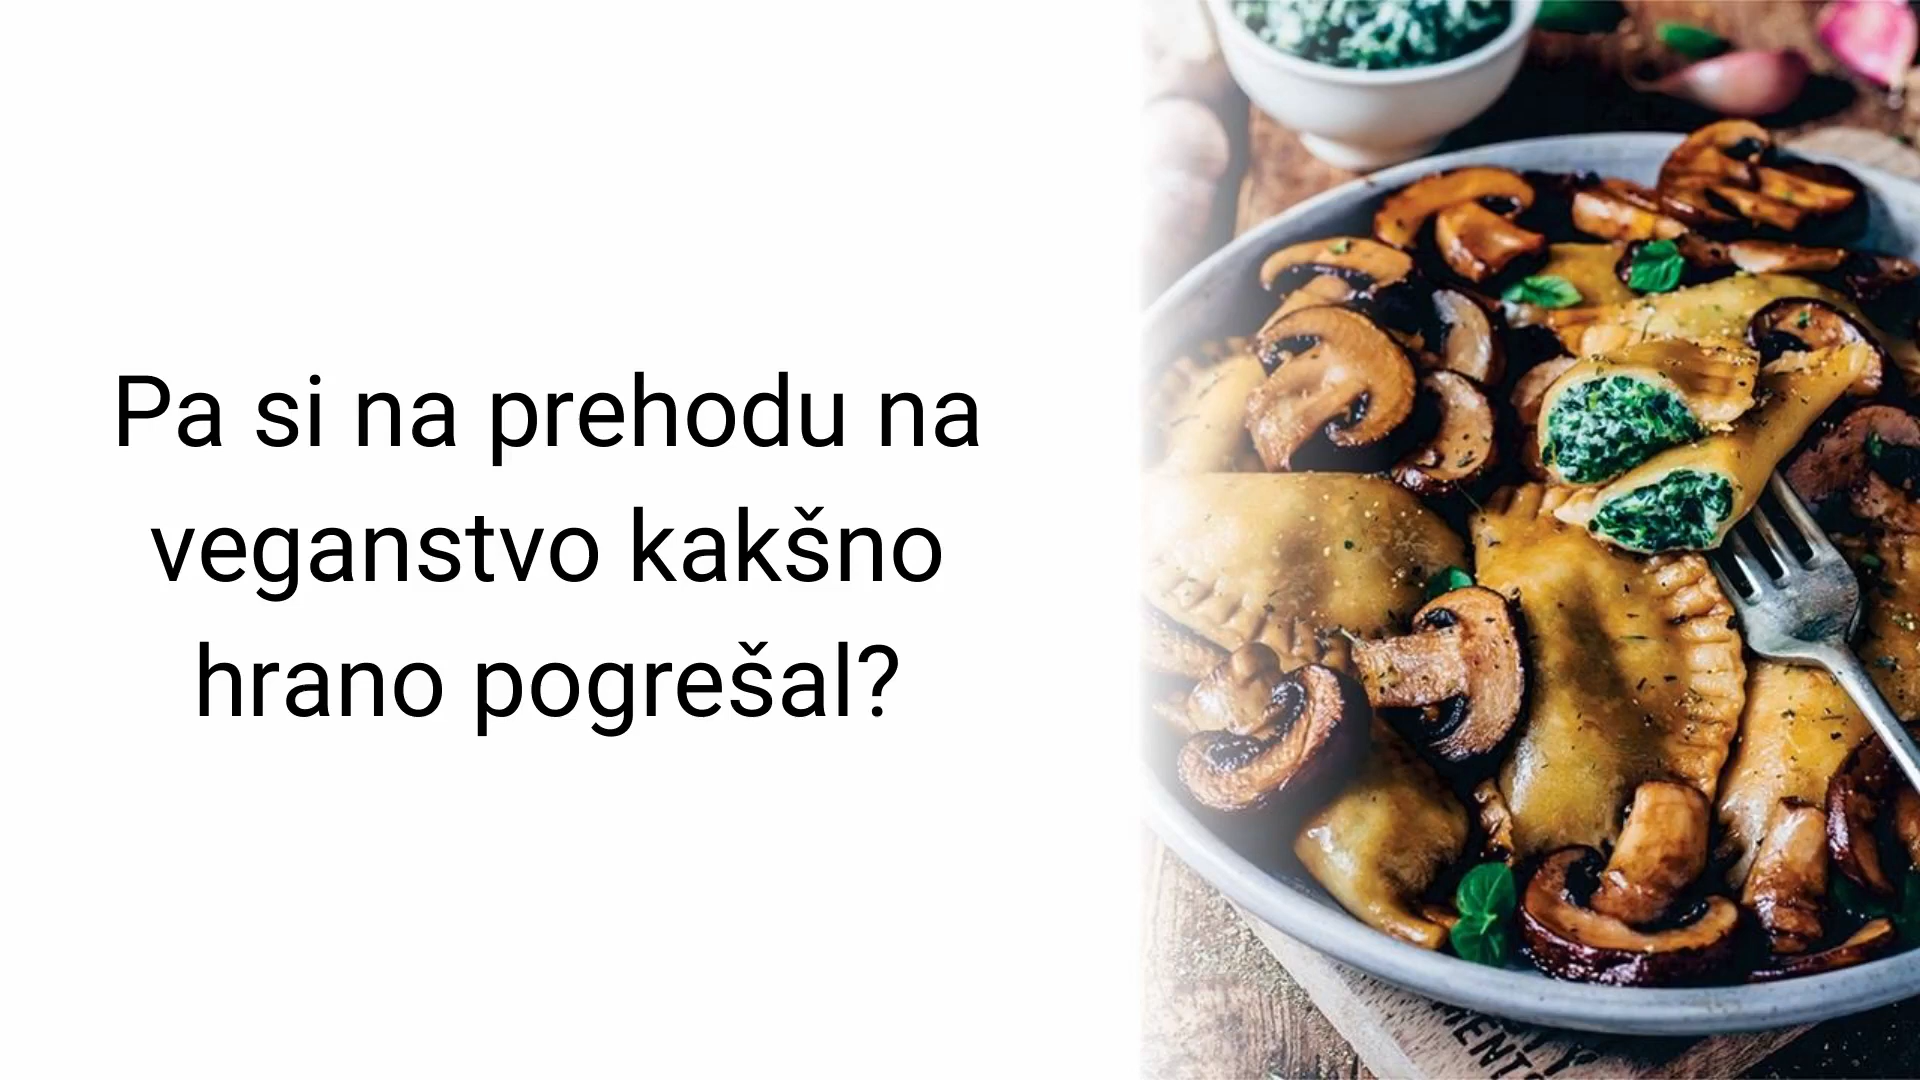 Pa si na prehodu na
veganstvo kakšno
hrano pogrešal?